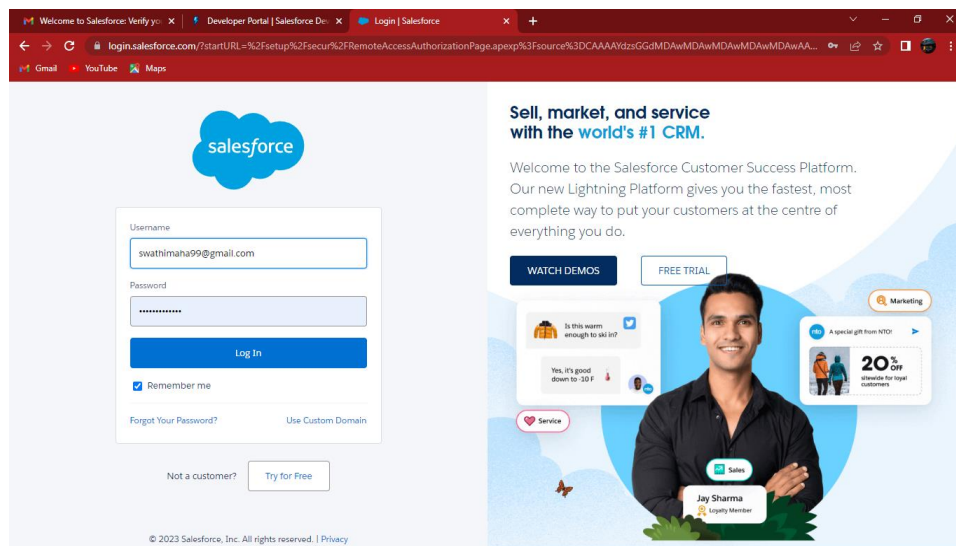 Welcome to Salesforce: Verify yo
Developer Portal | Salesforce Dev
Login | Salesforce
login.salesforce.com/?startURL=%2Fsetup%2Fsecur%2FRemoteAccessAuthorizationPage.apexp%3Fsource%3DCAAAAYdzsGGdMDAwMDAwMDAwMDAwMDAwAA...
Gmail
YouTube
Maps
salesforce
Username
swathimaha99@gmail.com
Password
•••••••••••••
Log In
Remember me
Forgot Your Password?
Use Custom Domain
Not a customer?
Try for Free
© 2023 Salesforce, Inc. All rights reserved. | Privacy
Sell, market, and service
with the world's #1 CRM.
Welcome to the Salesforce Customer Success Platform.
Our new Lightning Platform gives you the fastest, most
complete way to put your customers at the centre of
everything you do.
WATCH DEMOS
FREE TRIAL
Marketing
Is this warm
enough to ski in?
Yes, it's good
down to -10 F
nto
Service
nto
A special gift from NTO!
20% OFF
sitewide for loyal
customers
Sales
Jay Sharma
Loyalty Member